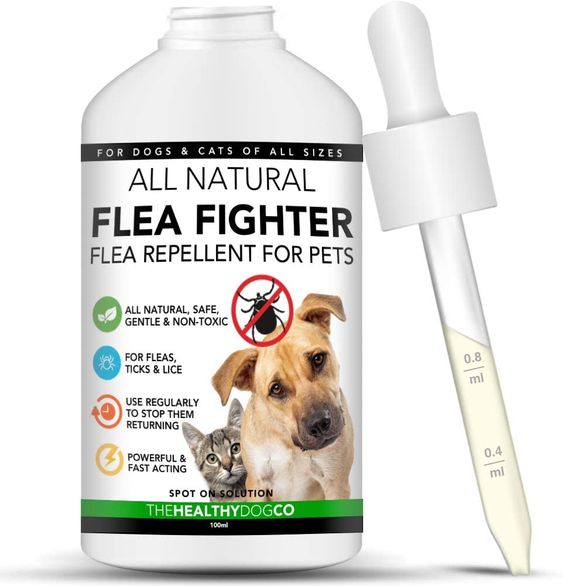 FOR DOGS & CATS OF ALL SIZES
ALL NATURAL
FLEA FIGHTER
FLEA REPELLENT FOR PETS
ALL NATURAL, SAFE,
GENTLE & NON-TOXIC
FOR FLEAS,
TICKS & LICE
USE REGULARLY
TO STOP THEM
RETURNING
POWERFUL &
FAST ACTING
SPOT ON SOLUTION
THEHEALTHYDOGCO
100ml
0.8
ml
0.4
ml